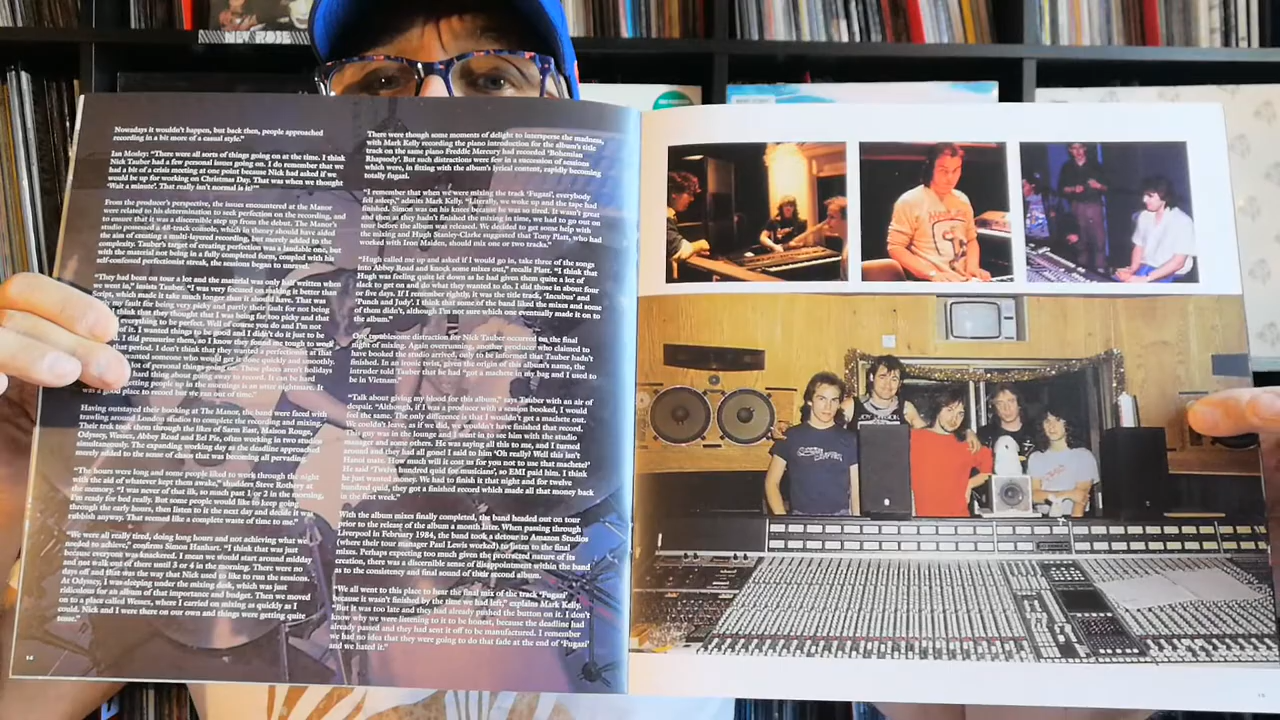 NEW ROSE
Nowadays it wouldn't happen, but back then, people approached
recording in a bit more of a casual style."
Ian Mosley: "There were all sorts of things going on at the time. I think
Nick Tauber had a few personal issues going on. I do remember that we
had a bit of a crisis meeting at one point because Nick had asked if we
would be up for working on Christmas Day. That was when we thought
'Wait a minute'. That really isn't normal is it?'"
From the producer's perspective, the issues encountered at the Manor
were related to his determination to seek perfection on the recording, and
to ensure that it was a discernible step up from the debut. The Manor's
studio possessed a 48-track console, which in theory should have aided
the aim of creating a multi-layered recording, but merely added to the
complexity. Tauber's target of creating perfection was a laudable one, but
with the material not being in a fully completed form, coupled with his
self-confessed perfectionist streak, the sessions began to unravel.
"They had been on tour a lot and the material was only half written when
we went in," insists Tauber. "I was very focused on making it better than
Script, which made it take much longer than it should have. That was
my fault for being very picky and partly their fault for not being
think that they thought that I was being far too picky and that
everything to be perfect. Well of course you do and I'm not
of it. I wanted things to be good and I didn't do it just to be
I did pressurise them, so I know they found me tough to work
that period. I don't think that they wanted a perfectionist at that
wanted someone who would get it done quickly and smoothly.
lot of personal things going on. These places aren't holidays
hard thing about going away to record. It can be hard
getting people up in the mornings is an utter nightmare. It
was a good place to record but we ran out of time."
Having outstayed their booking at The Manor, the band were faced with
trawling around London studios to complete the recording and mixing.
Their trek took them through the likes of Sarm East, Maison Rouge,
Odyssey, Wessex, Abbey Road and Eel Pie, often working in two studios
simultaneously. The expanding working day as the deadline approached
merely added to the sense of chaos that was becoming all pervading.
"The hours were long and some people liked to work through the night
with the aid of whatever kept them awake," shudders Steve Rothery at
the memory. "I was never of that ilk, so much past 1 or 2 in the morning,
I'm ready for bed really. But some people would like to keep going
through the early hours, then listen to it the next day and decide it was
rubbish anyway. That seemed like a complete waste of time to me."
"We were all really tired, doing long hours and not achieving what we
needed to achieve," confirms Simon Hanhart. "I think that was just
because everyone was knackered. I mean we would start around midday
and not walk out of there until 3 or 4 in the morning. There were no
days off and that was the way that Nick used to like to run the sessions.
At Odyssey, I was sleeping under the mixing desk, which was just
ridiculous for an album of that importance and budget. Then we moved
on to a place called Wessex, where I carried on mixing as quickly as I
could. Nick and I were there on our own and things were getting quite
tense."
14
There were though some moments of delight to intersperse the madness,
with Mark Kelly recording the piano introduction for the album's title
track on the same piano Freddie Mercury had recorded 'Bohemian
Rhapsody'. But such distractions were few in a succession of sessions
which were, in fitting with the album's lyrical content, rapidly becoming
totally fugazi.
"I remember that when we were mixing the track 'Fugazi', everybody
fell asleep," admits Mark Kelly. "Literally, we woke up and the tape had
finished. Simon was on his knees because he was so tired. It wasn't great
and then as they hadn't finished the mixing in time, we had to go out on
tour before the album was released. We decided to get some help with
the mixing and Hugh Stanley-Clarke suggested that Tony Platt, who had
worked with Iron Maiden, should mix one or two tracks."
"Hugh called me up and asked if I would go in, take three of the songs
into Abbey Road and knock some mixes out," recalls Platt. "I think that
Hugh was feeling quite let down as he had given them quite a lot of
slack to get on and do what they wanted to do. I did those in about four
or five days. If I remember rightly, it was the title track, 'Incubus' and
'Punch and Judy'. I think that some of the band liked the mixes and some
of them didn't, although I'm not sure which one eventually made it on to
the album."
One troublesome distraction for Nick Tauber occurred on the final
night of mixing. Again overrunning, another producer who claimed to
have booked the studio arrived, only to be informed that Tauber hadn't
finished. In an ironic twist, given the origin of this album's name, the
intruder told Tauber that he had "got a machete in my bag and I used to
be in Vietnam."
"Talk about giving my blood for this album," says Tauber with an air of
despair. "Although, if I was a producer with a session booked, I would
feel the same. The only difference is that I wouldn't get a machete out.
We couldn't leave, as if we did, we wouldn't have finished that record.
This guy was in the lounge and I went in to see him with the studio
manager and some others. He was saying all this to me, and I turned
around and they had all gone! I said to him 'Oh really? Well this isn't
Hanoi mate. How much will it cost us for you not to use that machete?'
He said 'Twelve hundred quid for musicians', so EMI paid him. I think
he just wanted money. We had to finish it that night and for twelve
hundred quid, they got a finished record which made all that money back
in the first week."
With the album mixes finally completed, the band headed out on tour
prior to the release of the album a month later. When passing through
Liverpool in February 1984, the band took a detour to Amazon Studios
(where their tour manager Paul Lewis worked) to listen to the final
mixes. Perhaps expecting too much given the protracted nature of its
creation, there was a discernible sense of disappointment within the band
as to the consistency and final sound of their second album.
"We all went to this place to hear the final mix of the track 'Fugazi'
because it wasn't finished by the time we had left," explains Mark Kelly.
"But it was too late and they had already pushed the button on it. I don't
know why we were listening to it to be honest, because the deadline had
already passed and they had sent it off to be manufactured. I remember
we had no idea that they were going to do that fade at the end of 'Fugazi'
and we hated it."